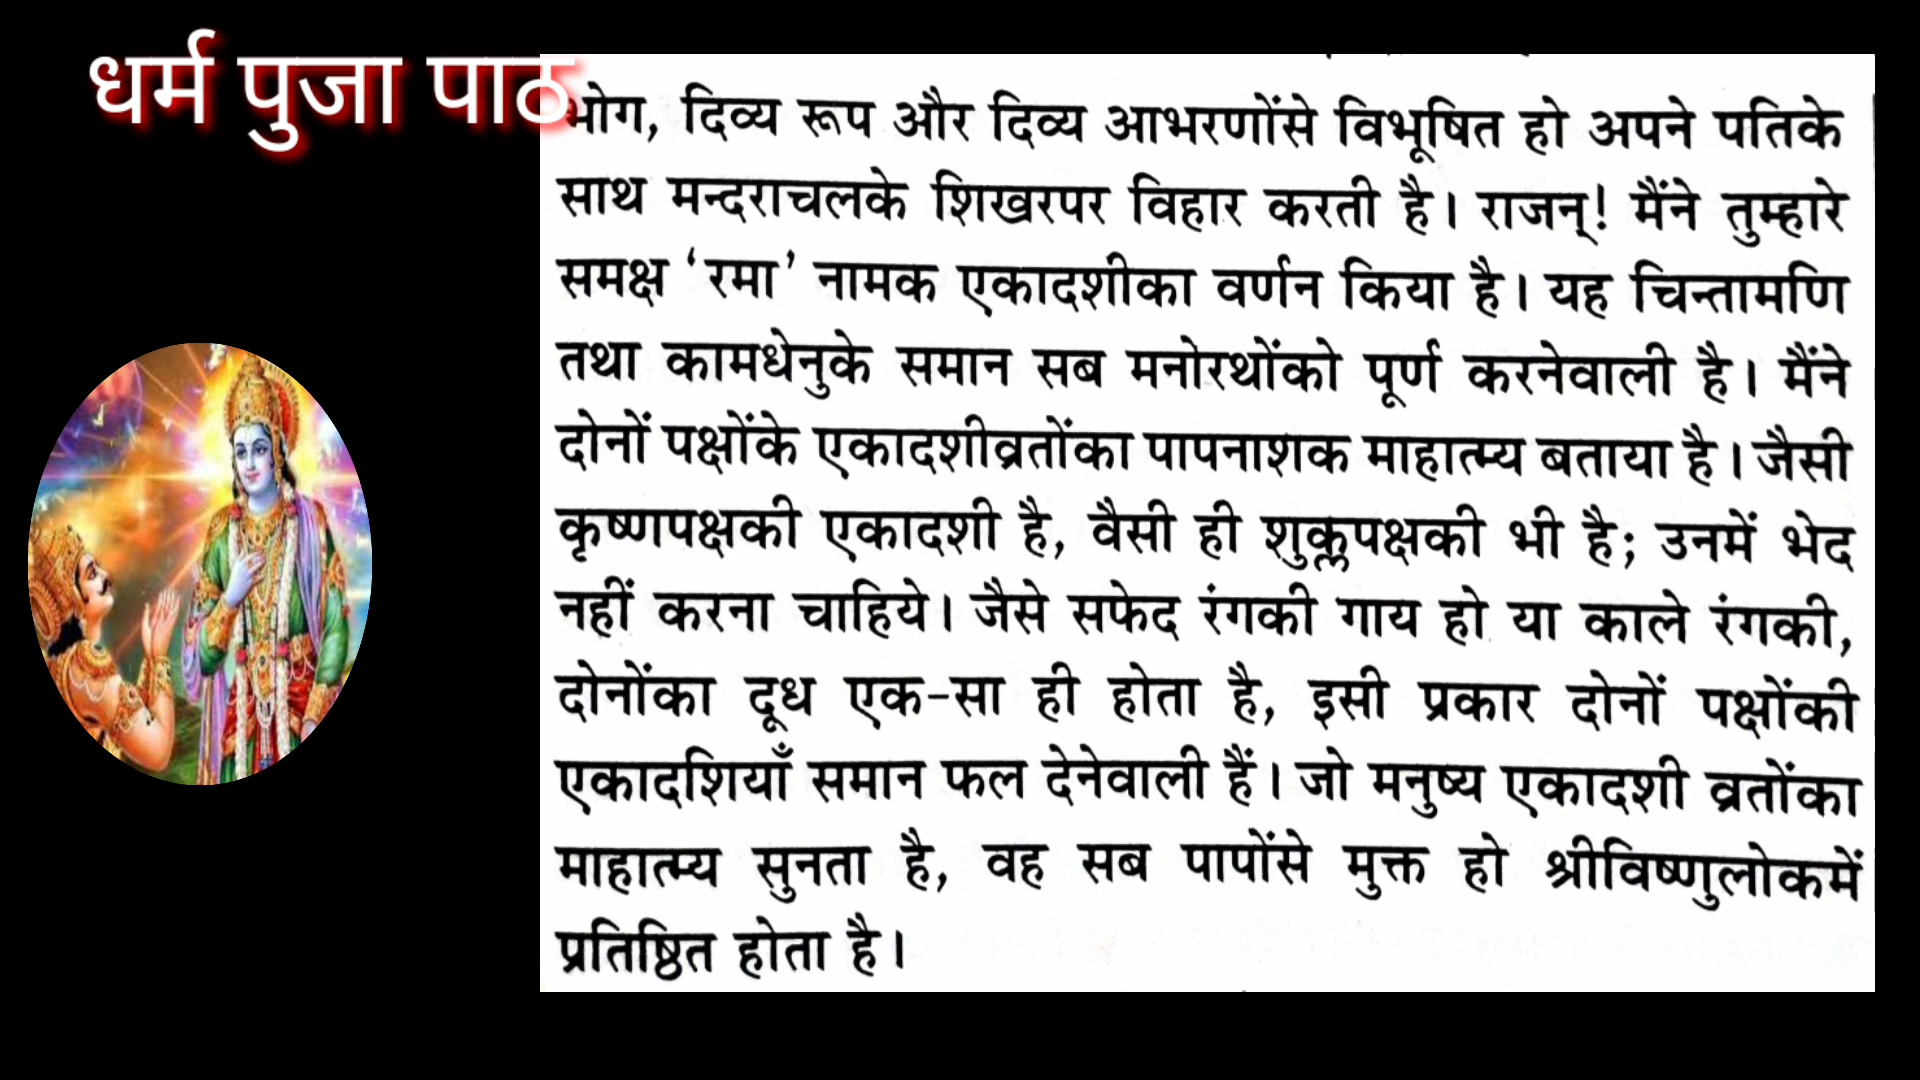 धर्म पुजा पाठ
भोग, दिव्य रूप और दिव्य आभरणोंसे विभूषित हो अपने पतिके
साथ मन्दराचलके शिखरपर विहार करती है। राजन्! मैंने तुम्हारे
समक्ष ‘रमा’ नामक एकादशीका वर्णन किया है। यह चिन्तामणि
तथा कामधेनुके समान सब मनोरथोंको पूर्ण करनेवाली है। मैंने
दोनों पक्षोंके एकादशीव्रतोंका पापनाशक माहात्म्य बताया है। जैसी
कृष्णपक्षकी एकादशी है, वैसी ही शुक्लपक्षकी भी है; उनमें भेद
नहीं करना चाहिये। जैसे सफेद रंगकी गाय हो या काले रंगकी,
दोनोंका दूध एक-सा ही होता है, इसी प्रकार दोनों पक्षोंकी
एकादशियाँ समान फल देनेवाली हैं। जो मनुष्य एकादशी व्रतोंका
माहात्म्य सुनता है, वह सब पापोंसे मुक्त हो श्रीविष्णुलोकमें
प्रतिष्ठित होता है।